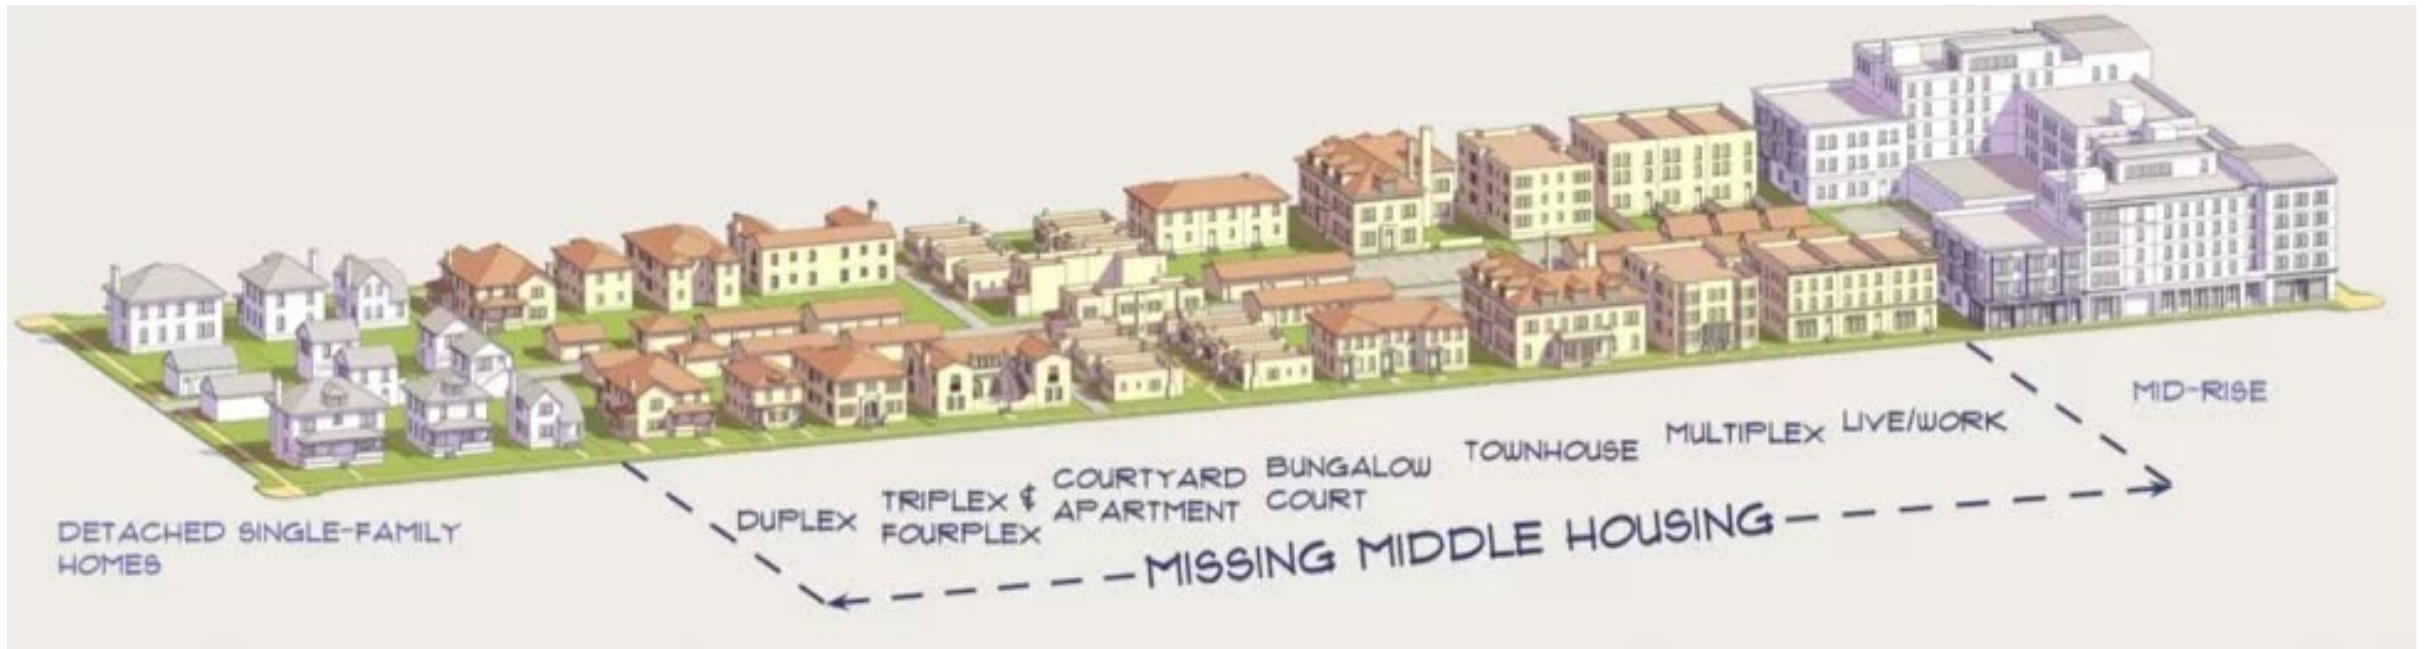 DETACHED SINGLE-FAMILY
HOMES
DUPLEX
TRIPLEX &
FOURPLEX
COURTYARD
APARTMENT
BUNGALOW
COURT
TOWNHOUSE
MULTIPLEX
LIVE/WORK
MID-RISE
MISSING MIDDLE HOUSING